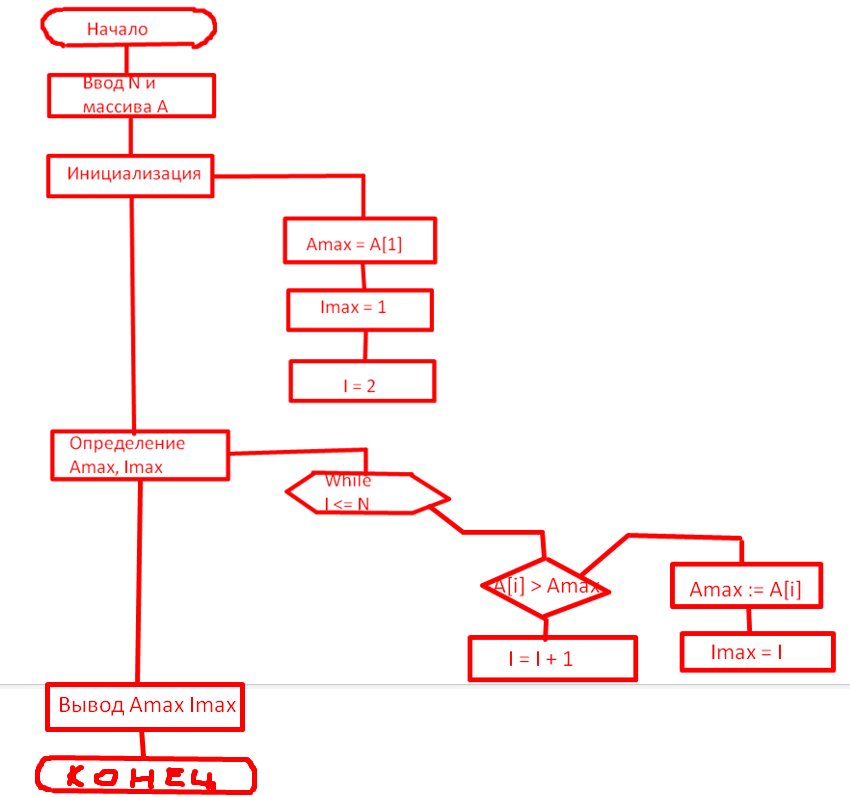 Начало
Ввод N и
массива A
Инициализация
Amax = A[1]
Imax = 1
I = 2
Определение
Amax, Imax
While
I <= N
A[i] > Amax
I = I + 1
Amax := A[i]
Imax = I
Вывод Amax Imax
КОНЕЦ